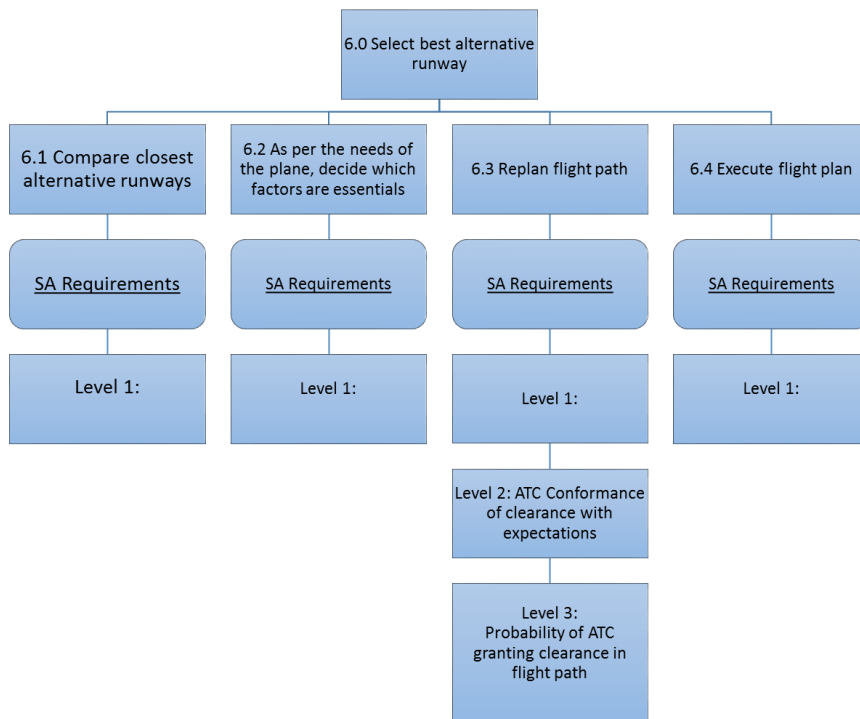 6.0 Select best alternative
runway
6.1 Compare closest
alternative runways
6.2 As per the needs of
the plane, decide which
factors are essentials
6.3 Replan flight path
6.4 Execute flight plan
SA Requirements
SA Requirements
SA Requirements
SA Requirements
Level 1:
Level 1:
Level 1:
Level 1:
Level 2: ATC Conformance
of clearance with
expectations
Level 3:
Probability of ATC
granting clearance in
flight path